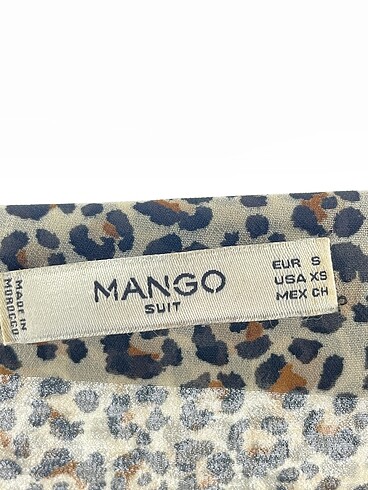 MADE IN
MOROCCO
MANGO
SUIT
EUR S
USA XS
MEX CH